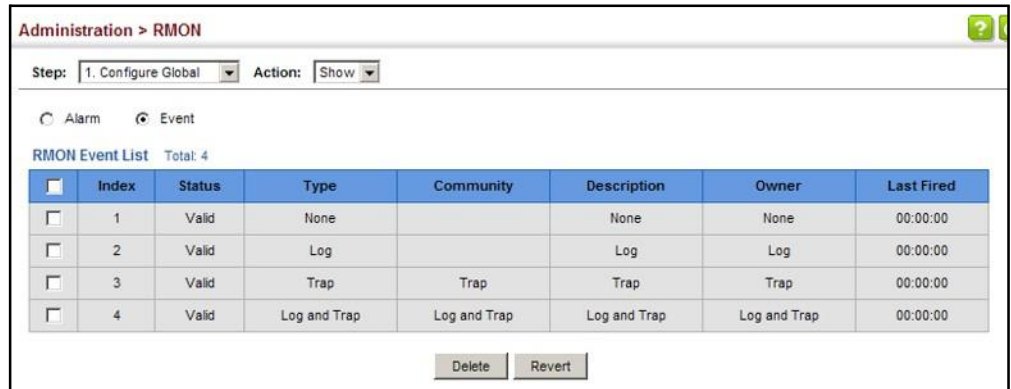 Administration > RMON
?
Step: 1. Configure Global Action: Show
Alarm Event
RMON Event List Total: 4
Index Status Type Community Description Owner Last Fired
1 Valid None None None 00:00:00
2 Valid Log Log Log 00:00:00
3 Valid Trap Trap Trap Trap 00:00:00
4 Valid Log and Trap Log and Trap Log and Trap Log and Trap 00:00:00
Delete Revert